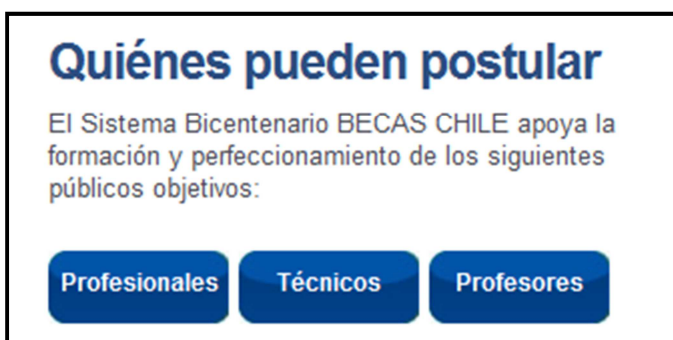 Quiénes pueden postular
El Sistema Bicentenario BECAS CHILE apoya la
formación y perfeccionamiento de los siguientes
públicos objetivos:
Profesionales Técnicos Profesores